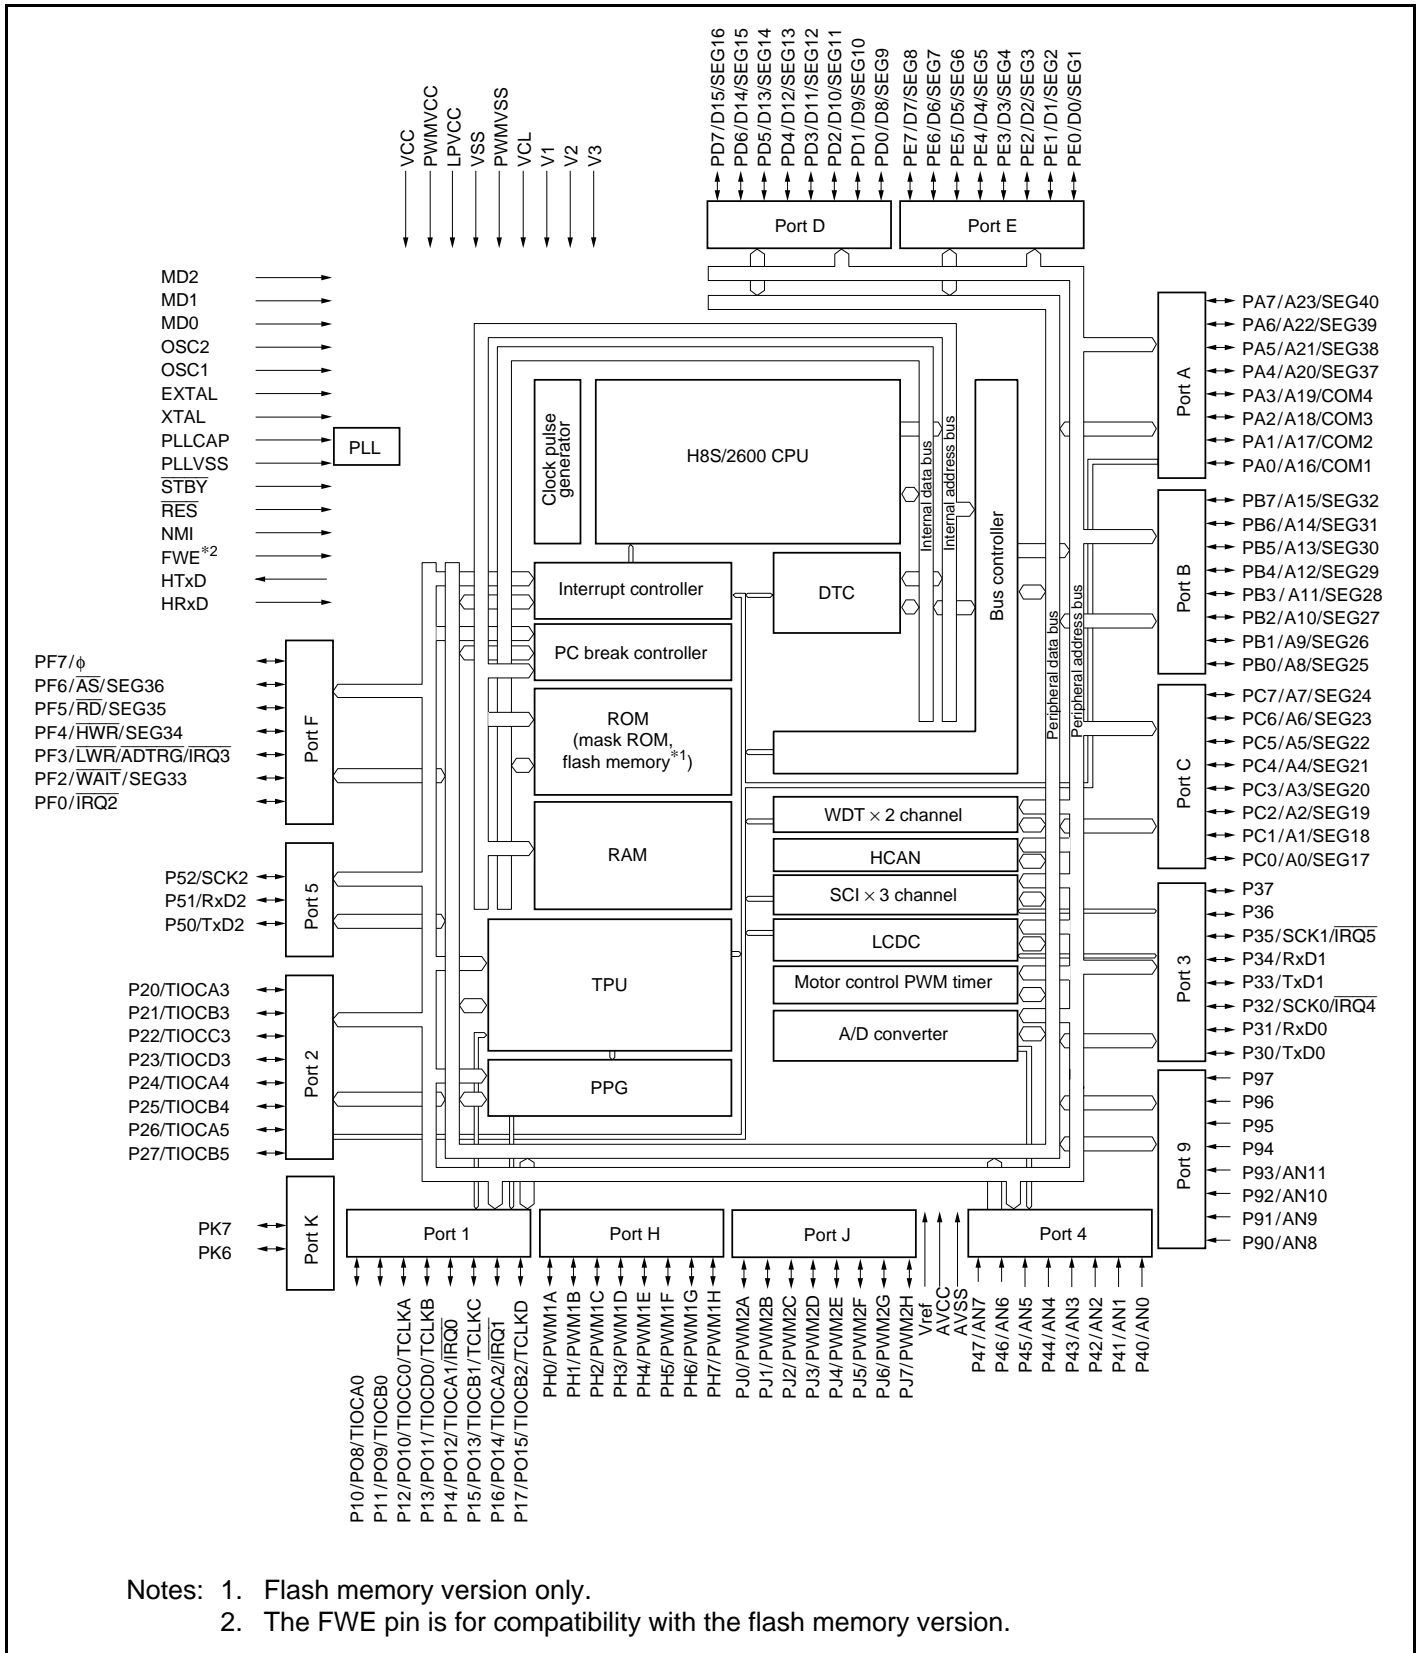 VCC
PWMVCC
LPVCC
VSS
PWMVSS
VCL
V1
V2
V3
PD7/D15/SEG16
PD6/D14/SEG15
PD5/D13/SEG14
PD4/D12/SEG13
PD3/D11/SEG12
PD2/D10/SEG11
PD1/D9/SEG10
PD0/D8/SEG9
PE7/D7/SEG8
PE6/D6/SEG7
PE5/D5/SEG6
PE4/D4/SEG5
PE3/D3/SEG4
PE2/D2/SEG3
PE1/D1/SEG2
PE0/D0/SEG1
Port D
Port E
MD2
MD1
MD0
OSC2
OSC1
EXTAL
XTAL
PLLCAP
PLLVSS
STBY
RES
NMI
FWE*2
HTxD
HRxD
PLL
Clock pulse
generator
H8S/2600 CPU
Internal data bus
Internal address bus
Bus controller
Peripheral data bus
Peripheral address bus
Interrupt controller
DTC
PC break controller
ROM
(mask ROM,
flash memory*1)
RAM
WDT × 2 channel
HCAN
SCI × 3 channel
LCDC
Motor control PWM timer
A/D converter
TPU
PPG
Port A
PA7/A23/SEG40
PA6/A22/SEG39
PA5/A21/SEG38
PA4/A20/SEG37
PA3/A19/COM4
PA2/A18/COM3
PA1/A17/COM2
PA0/A16/COM1
Port B
PB7/A15/SEG32
PB6/A14/SEG31
PB5/A13/SEG30
PB4/A12/SEG29
PB3/A11/SEG28
PB2/A10/SEG27
PB1/A9/SEG26
PB0/A8/SEG25
Port C
PC7/A7/SEG24
PC6/A6/SEG23
PC5/A5/SEG22
PC4/A4/SEG21
PC3/A3/SEG20
PC2/A2/SEG19
PC1/A1/SEG18
PC0/A0/SEG17
Port 3
P37
P36
P35/SCK1/IRQ5
P34/RxD1
P33/TxD1
P32/SCK0/IRQ4
P31/RxD0
P30/TxD0
Port 9
P97
P96
P95
P94
P93/AN11
P92/AN10
P91/AN9
P90/AN8
PF7/ϕ
PF6/AS/SEG36
PF5/RD/SEG35
PF4/HWR/SEG34
PF3/LWR/ADTRG/IRQ3
PF2/WAIT/SEG33
PF0/IRQ2
Port F
P52/SCK2
P51/RxD2
P50/TxD2
Port 5
P20/TIOCA3
P21/TIOCB3
P22/TIOCC3
P23/TIOCD3
P24/TIOCA4
P25/TIOCB4
P26/TIOCA5
P27/TIOCB5
Port 2
PK7
PK6
Port K
Port 1
Port H
Port J
Port 4
P10/PO8/TIOCA0
P11/PO9/TIOCB0
P12/PO10/TIOCC0/TCLKA
P13/PO11/TIOCD0/TCLKB
P14/PO12/TIOCA1/IRQ0
P15/PO13/TIOCB1/TCLKC
P16/PO14/TIOCA2/IRQ1
P17/PO15/TIOCB2/TCLKD
PH0/PWM1A
PH1/PWM1B
PH2/PWM1C
PH3/PWM1D
PH4/PWM1E
PH5/PWM1F
PH6/PWM1G
PH7/PWM1H
PJ0/PWM2A
PJ1/PWM2B
PJ2/PWM2C
PJ3/PWM2D
PJ4/PWM2E
PJ5/PWM2F
PJ6/PWM2G
PJ7/PWM2H
Vref
AVCC
AVSS
P47/AN7
P46/AN6
P45/AN5
P44/AN4
P43/AN3
P42/AN2
P41/AN1
P40/AN0
Notes: 1. Flash memory version only.
2. The FWE pin is for compatibility with the flash memory version.